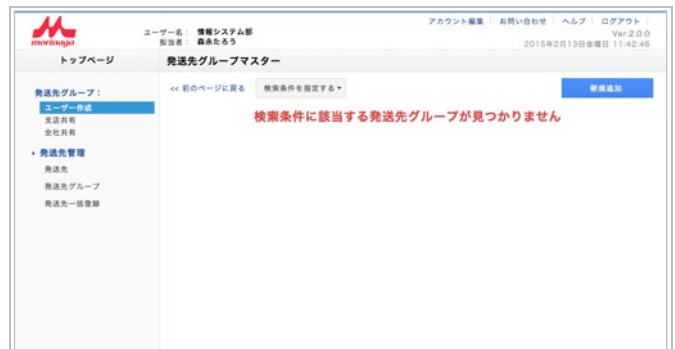 morinaga
ユーザー名： 情報システム部
担当者： 森永たろう
アカウント編集 | お問い合わせ | ヘルプ | ログアウト |
Ver.2.0.0
2015年2月13日金曜日 11:42:46
トップページ
発送先グループマスター
発送先グループ：
ユーザー作成
支店共有
全社共有
発送先管理
発送先
発送先グループ
発送先一括登録
<< 前のページに戻る
検索条件を指定する▾
新規追加
検索条件に該当する発送先グループが見つかりません